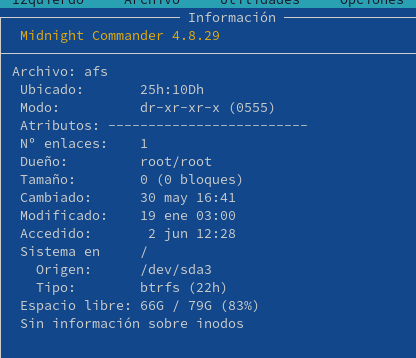 Izquierdo Archivo Utilidades Opciones
Información
Midnight Commander 4.8.29
Archivo: afs
Ubicado: 25h:10Dh
Modo: dr-xr-xr-x (0555)
Atributos: -------------------------
Nº enlaces: 1
Dueño: root/root
Tamaño: 0 (0 bloques)
Cambiado: 30 may 16:41
Modificado: 19 ene 03:00
Accedido: 2 jun 12:28
Sistema en /
Origen: /dev/sda3
Tipo: btrfs (22h)
Espacio libre: 66G / 79G (83%)
Sin información sobre inodos